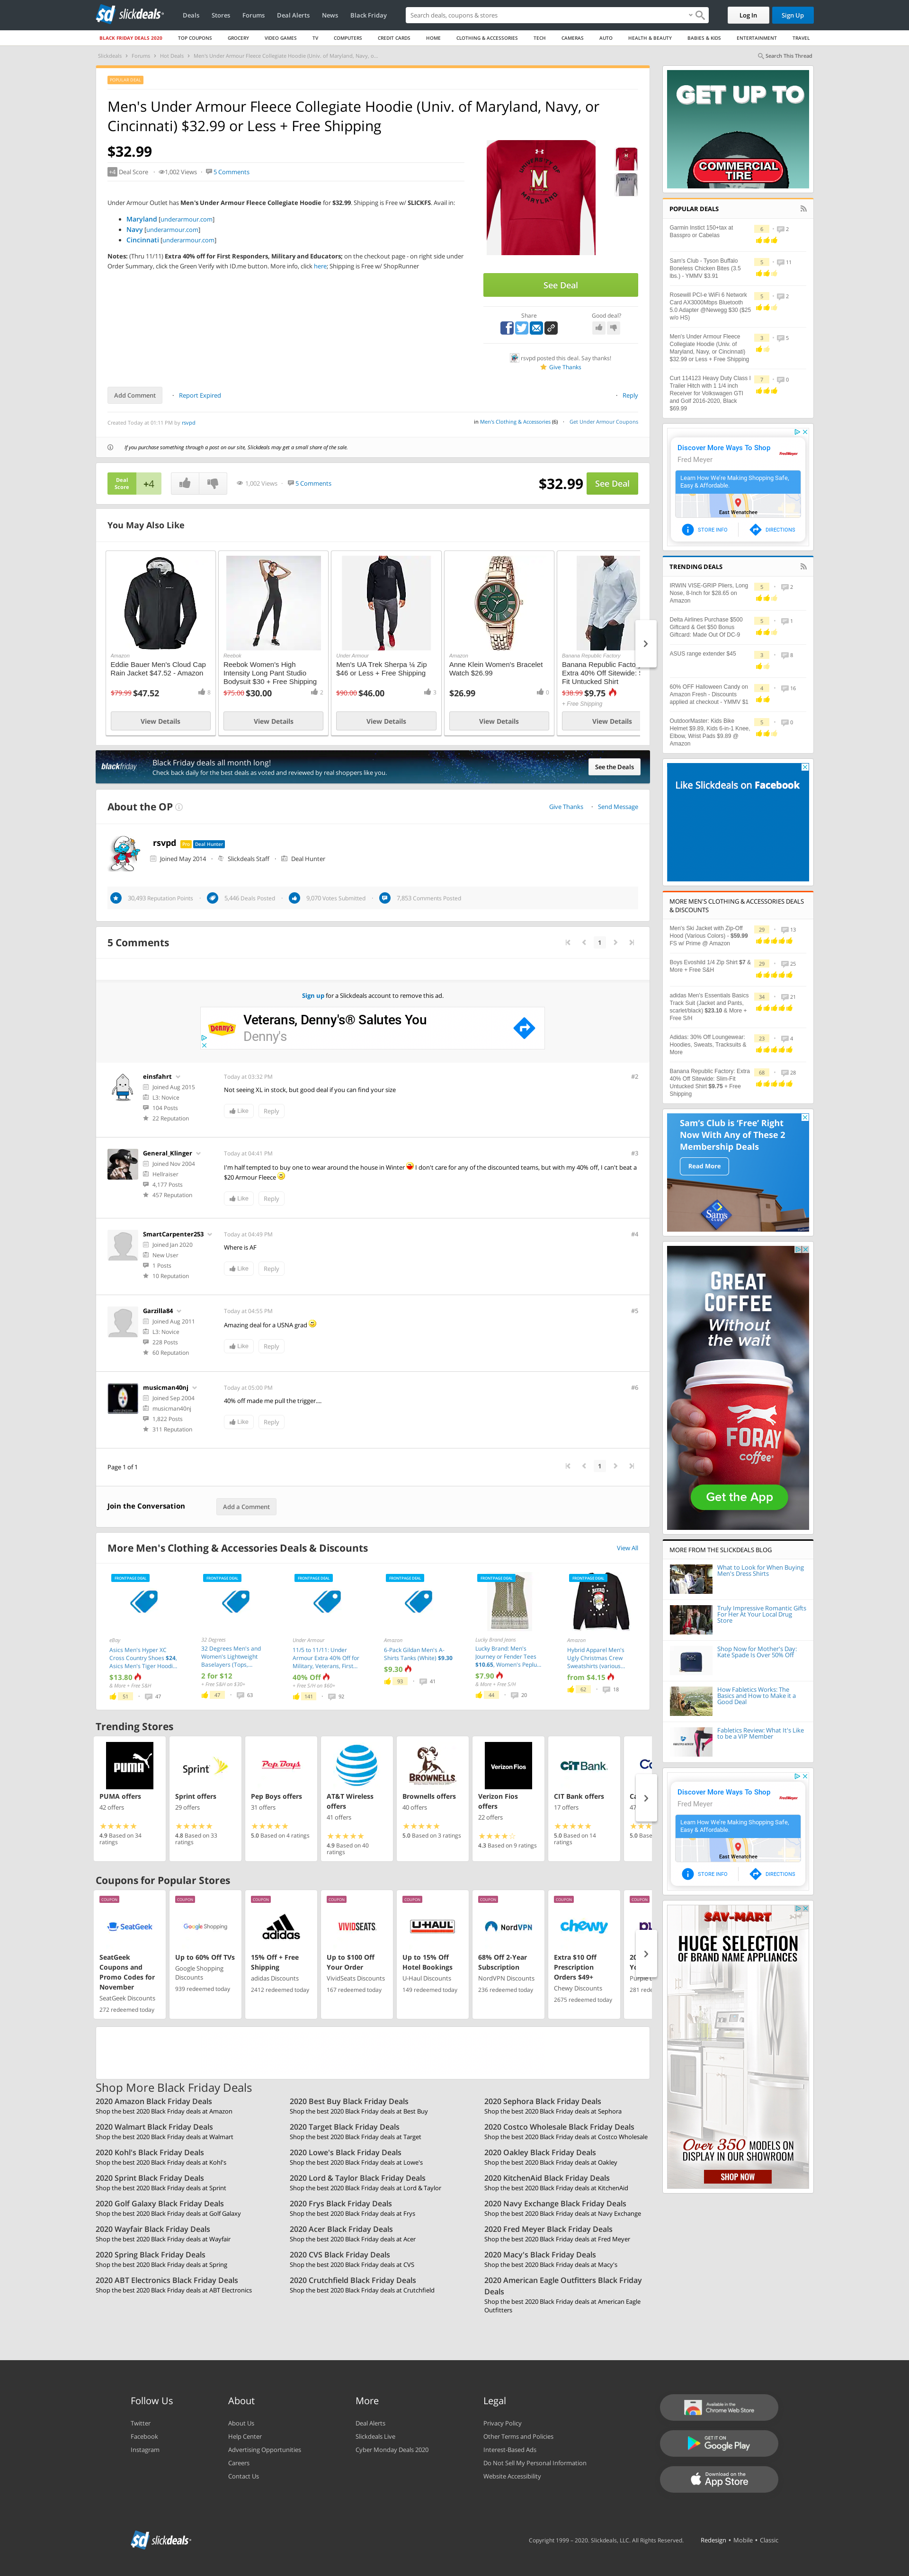 slickdeals
Deals Stores Forums Deal Alerts News Black Friday
Search deals, coupons & stores
Log In
Sign Up
BLACK FRIDAY DEALS 2020 TOP COUPONS GROCERY VIDEO GAMES TV COMPUTERS CREDIT CARDS HOME CLOTHING & ACCESSORIES TECH CAMERAS AUTO HEALTH & BEAUTY BABIES & KIDS ENTERTAINMENT TRAVEL
Slickdeals > Forums > Hot Deals > Men's Under Armour Fleece Collegiate Hoodie (Univ. of Maryland, Navy, o...
Search This Thread
POPULAR DEAL
Men's Under Armour Fleece Collegiate Hoodie (Univ. of Maryland, Navy, or
Cincinnati) $32.99 or Less + Free Shipping
$32.99
+4 Deal Score 1,002 Views 5 Comments
Under Armour Outlet has Men's Under Armour Fleece Collegiate Hoodie for $32.99. Shipping is Free w/ SLICKFS. Avail in:
Maryland [underarmour.com]
Navy [underarmour.com]
Cincinnati [underarmour.com]
Notes: (Thru 11/11) Extra 40% off for First Responders, Military and Educators; on the checkout page - on right side under
Order Summary, click the Green Verify with ID.me button. More info, click here; Shipping is Free w/ ShopRunner
UNIVERSITY OF
M
MARYLAND
See Deal
Share
Good deal?
rsvpd posted this deal. Say thanks!
Give Thanks
Add Comment
Report Expired
Reply
Created Today at 01:11 PM by rsvpd
in Men's Clothing & Accessories (6) Get Under Armour Coupons
If you purchase something through a post on our site, Slickdeals may get a small share of the sale.
Deal
Score
+4
1,002 Views 5 Comments
$32.99
See Deal
You May Also Like
Amazon
Eddie Bauer Men's Cloud Cap
Rain Jacket $47.52 - Amazon
$79.99 $47.52 8
View Details
Reebok
Reebok Women's High
Intensity Long Pant Studio
Bodysuit $30 + Free Shipping
$75.00 $30.00 2
View Details
Under Armour
Men's UA Trek Sherpa ¼ Zip
$46 or Less + Free Shipping
$90.00 $46.00 3
View Details
Amazon
Anne Klein Women's Bracelet
Watch $26.99
$26.99 0
View Details
Banana Republic Factory
Banana Republic Facto
Extra 40% Off Sitewide:
Fit Untucked Shirt
$38.99 $9.75
+ Free Shipping
View Details
blackfriday
Black Friday deals all month long!
Check back daily for the best deals as voted and reviewed by real shoppers like you.
See the Deals
About the OP
Give Thanks Send Message
rsvpd Pro Deal Hunter
Joined May 2014 Slickdeals Staff Deal Hunter
30,493 Reputation Points 5,446 Deals Posted 9,070 Votes Submitted 7,853 Comments Posted
5 Comments
1
Sign up for a Slickdeals account to remove this ad.
Denny's
Veterans, Denny's® Salutes You
Denny's
einsfahrt
Joined Aug 2015
L3: Novice
104 Posts
22 Reputation
Today at 03:32 PM
#2
Not seeing XL in stock, but good deal if you can find your size
Like Reply
General_Klinger
Joined Nov 2004
Hellraiser
4,177 Posts
457 Reputation
Today at 04:41 PM
#3
I'm half tempted to buy one to wear around the house in Winter I don't care for any of the discounted teams, but with my 40% off, I can't beat a
$20 Armour Fleece
Like Reply
SmartCarpenter253
Joined Jan 2020
New User
1 Posts
10 Reputation
Today at 04:49 PM
#4
Where is AF
Like Reply
Garzilla84
Joined Aug 2011
L3: Novice
228 Posts
60 Reputation
Today at 04:55 PM
#5
Amazing deal for a USNA grad
Like Reply
musicman40nj
Joined Sep 2004
musicman40nj
1,822 Posts
311 Reputation
Today at 05:00 PM
#6
40% off made me pull the trigger....
Like Reply
Page 1 of 1
1
Join the Conversation
Add a Comment
More Men's Clothing & Accessories Deals & Discounts
View All
FRONTPAGE DEAL
eBay
Asics Men's Hyper XC
Cross Country Shoes $24,
Asics Men's Tiger Hoodi...
$13.80
& More + Free S&H
51 47
FRONTPAGE DEAL
32 Degrees
32 Degrees Men's and
Women's Lightweight
Baselayers (Tops,...
2 for $12
+ Free S&H on $30+
47 63
FRONTPAGE DEAL
Under Armour
11/5 to 11/11: Under
Armour Extra 40% Off for
Military, Veterans, First...
40% Off
+ Free S/H on $60+
141 92
FRONTPAGE DEAL
Amazon
6-Pack Gildan Men's A-
Shirts Tanks (White) $9.30
$9.30
93 41
FRONTPAGE DEAL
Lucky Brand Jeans
Lucky Brand: Men's
Journey or Fender Tees
$10.65, Women's Peplu...
$7.90
& More + Free S/H
44 20
FRONTPAGE DEAL
Amazon
Hybrid Apparel Men's
Ugly Christmas Crew
Sweatshirts (various...
from $4.15
62 18
Trending Stores
PUMA
PUMA offers
42 offers
4.9 Based on 34
ratings
Sprint
Sprint offers
29 offers
4.8 Based on 33
ratings
Pep Boys
Pep Boys offers
31 offers
5.0 Based on 4 ratings
AT&T Wireless
offers
41 offers
4.9 Based on 40
ratings
BROWNELLS
Brownells offers
40 offers
5.0 Based on 3 ratings
Verizon Fios
Verizon Fios
offers
22 offers
4.3 Based on 9 ratings
CIT BANK
CIT Bank offers
17 offers
5.0 Based on 14
ratings
Ca
47
5.0 Base
Coupons for Popular Stores
COUPON
SeatGeek
SeatGeek
Coupons and
Promo Codes for
November
SeatGeek Discounts
272 redeemed today
COUPON
Google Shopping
Up to 60% Off TVs
Google Shopping
Discounts
939 redeemed today
COUPON
adidas
15% Off + Free
Shipping
adidas Discounts
2412 redeemed today
COUPON
VIVIDSEATS
Up to $100 Off
Your Order
VividSeats Discounts
167 redeemed today
COUPON
U-HAUL
Up to 15% Off
Hotel Bookings
U-Haul Discounts
149 redeemed today
COUPON
NordVPN
68% Off 2-Year
Subscription
NordVPN Discounts
236 redeemed today
COUPON
chewy
Extra $10 Off
Prescription
Orders $49+
Chewy Discounts
2675 redeemed today
COUPON
20
Yo
Purple
281 rede
Shop More Black Friday Deals
2020 Amazon Black Friday Deals
Shop the best 2020 Black Friday deals at Amazon
2020 Walmart Black Friday Deals
Shop the best 2020 Black Friday deals at Walmart
2020 Kohl's Black Friday Deals
Shop the best 2020 Black Friday deals at Kohl's
2020 Sprint Black Friday Deals
Shop the best 2020 Black Friday deals at Sprint
2020 Golf Galaxy Black Friday Deals
Shop the best 2020 Black Friday deals at Golf Galaxy
2020 Wayfair Black Friday Deals
Shop the best 2020 Black Friday deals at Wayfair
2020 Spring Black Friday Deals
Shop the best 2020 Black Friday deals at Spring
2020 ABT Electronics Black Friday Deals
Shop the best 2020 Black Friday deals at ABT Electronics
2020 Best Buy Black Friday Deals
Shop the best 2020 Black Friday deals at Best Buy
2020 Target Black Friday Deals
Shop the best 2020 Black Friday deals at Target
2020 Lowe's Black Friday Deals
Shop the best 2020 Black Friday deals at Lowe's
2020 Lord & Taylor Black Friday Deals
Shop the best 2020 Black Friday deals at Lord & Taylor
2020 Frys Black Friday Deals
Shop the best 2020 Black Friday deals at Frys
2020 Acer Black Friday Deals
Shop the best 2020 Black Friday deals at Acer
2020 CVS Black Friday Deals
Shop the best 2020 Black Friday deals at CVS
2020 Crutchfield Black Friday Deals
Shop the best 2020 Black Friday deals at Crutchfield
2020 Sephora Black Friday Deals
Shop the best 2020 Black Friday deals at Sephora
2020 Costco Wholesale Black Friday Deals
Shop the best 2020 Black Friday deals at Costco Wholesale
2020 Oakley Black Friday Deals
Shop the best 2020 Black Friday deals at Oakley
2020 KitchenAid Black Friday Deals
Shop the best 2020 Black Friday deals at KitchenAid
2020 Navy Exchange Black Friday Deals
Shop the best 2020 Black Friday deals at Navy Exchange
2020 Fred Meyer Black Friday Deals
Shop the best 2020 Black Friday deals at Fred Meyer
2020 Macy's Black Friday Deals
Shop the best 2020 Black Friday deals at Macy's
2020 American Eagle Outfitters Black Friday
Deals
Shop the best 2020 Black Friday deals at American Eagle
Outfitters
GET UP TO
COMMERCIAL
TIRE
POPULAR DEALS
Garmin Instict 150+tax at
Basspro or Cabelas
6 2
Sam's Club - Tyson Buffalo
Boneless Chicken Bites (3.5
lbs.) - YMMV $3.91
5 11
Rosewill PCI-e WiFi 6 Network
Card AX3000Mbps Bluetooth
5.0 Adapter @Newegg $30 ($25
w/o HS)
5 2
Men's Under Armour Fleece
Collegiate Hoodie (Univ. of
Maryland, Navy, or Cincinnati)
$32.99 or Less + Free Shipping
3 5
Curt 114123 Heavy Duty Class I
Trailer Hitch with 1 1/4 inch
Receiver for Volkswagen GTI
and Golf 2016-2020, Black
$69.99
7 0
Discover More Ways To Shop
Fred Meyer
FredMeyer
Learn How We're Making Shopping Safe,
Easy & Affordable.
East Wenatchee
STORE INFO DIRECTIONS
TRENDING DEALS
IRWIN VISE-GRIP Pliers, Long
Nose, 8-Inch for $28.65 on
Amazon
5 2
Delta Airlines Purchase $500
Giftcard & Get $50 Bonus
Giftcard: Made Out Of DC-9
5 1
ASUS range extender $45
3 8
60% OFF Halloween Candy on
Amazon Fresh - Discounts
applied at checkout - YMMV $1
4 16
OutdoorMaster: Kids Bike
Helmet $9.89, Kids 6-in-1 Knee,
Elbow, Wrist Pads $9.89 @
Amazon
5 0
Like Slickdeals on Facebook
MORE MEN'S CLOTHING & ACCESSORIES DEALS
& DISCOUNTS
Men's Ski Jacket with Zip-Off
Hood (Various Colors) - $59.99
FS w/ Prime @ Amazon
29 13
Boys Evoshild 1/4 Zip Shirt $7 &
More + Free S&H
29 25
adidas Men's Essentials Basics
Track Suit (Jacket and Pants,
scarlet/black) $23.10 & More +
Free S/H
34 21
Adidas: 30% Off Loungewear:
Hoodies, Sweats, Tracksuits &
More
23 4
Banana Republic Factory: Extra
40% Off Sitewide: Slim-Fit
Untucked Shirt $9.75 + Free
Shipping
68 28
Sam's Club is 'Free' Right
Now With Any of These 2
Membership Deals
Read More
Sams
GREAT
COFFEE
Without
the wait
FORAY
coffee
Get the App
MORE FROM THE SLICKDEALS BLOG
What to Look for When Buying
Men's Dress Shirts
Truly Impressive Romantic Gifts
For Her At Your Local Drug
Store
Shop Now for Mother's Day:
Kate Spade Is Over 50% Off
How Fabletics Works: The
Basics and How to Make it a
Good Deal
Fabletics Review: What It's Like
to be a VIP Member
Discover More Ways To Shop
Fred Meyer
FredMeyer
Learn How We're Making Shopping Safe,
Easy & Affordable.
East Wenatchee
STORE INFO DIRECTIONS
SAV-MART
HUGE SELECTION
OF BRAND NAME APPLIANCES
Over 350 MODELS ON
DISPLAY IN OUR SHOWROOM
SHOP NOW
Follow Us
Twitter
Facebook
Instagram
About
About Us
Help Center
Advertising Opportunities
Careers
Contact Us
More
Deal Alerts
Slickdeals Live
Cyber Monday Deals 2020
Legal
Privacy Policy
Other Terms and Policies
Interest-Based Ads
Do Not Sell My Personal Information
Website Accessibility
Available in the
Chrome Web Store
GET IT ON
Google Play
Download on the
App Store
slickdeals
Copyright 1999 – 2020. Slickdeals, LLC. All Rights Reserved. Redesign • Mobile • Classic